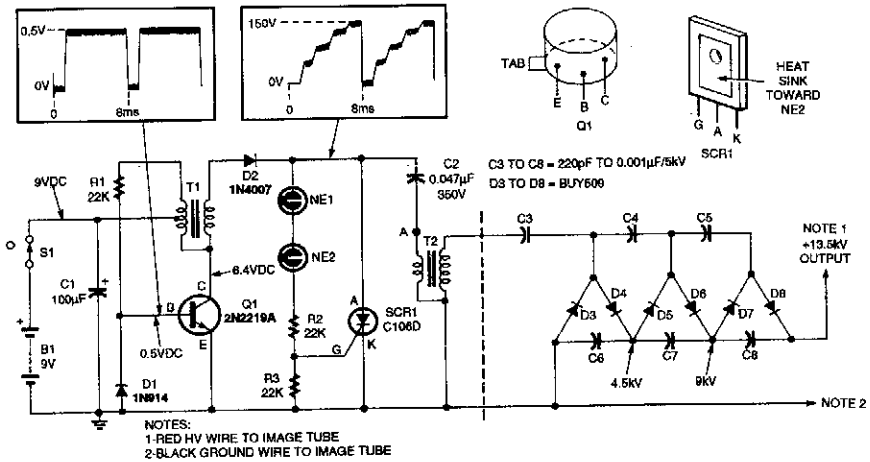 0.5V
0V
0
8ms
150V
0V
0
8ms
TAB
E
B
C
Q1
HEAT
SINK
TOWARD
NE2
G
A
K
SCR1
C3 TO C8 = 220pF TO 0.001µF/5kV
D3 TO D8 = BUY509
9VDC
R1
22K
T1
D2
1N4007
NE1
NE2
C2
0.047µF
350V
A
T2
C3
C4
C5
NOTE 1
+13.5kV
OUTPUT
S1
C1
100µF
6.4VDC
C
B
E
Q1
2N2219A
0.5VDC
R2
22K
A
SCR1
C106D
G
K
R3
22K
D3
D4
D5
D6
D7
D8
C6
C7
C8
4.5kV
9kV
B1
9V
D1
1N914
NOTE 2
NOTES:
1-RED HV WIRE TO IMAGE TUBE
2-BLACK GROUND WIRE TO IMAGE TUBE